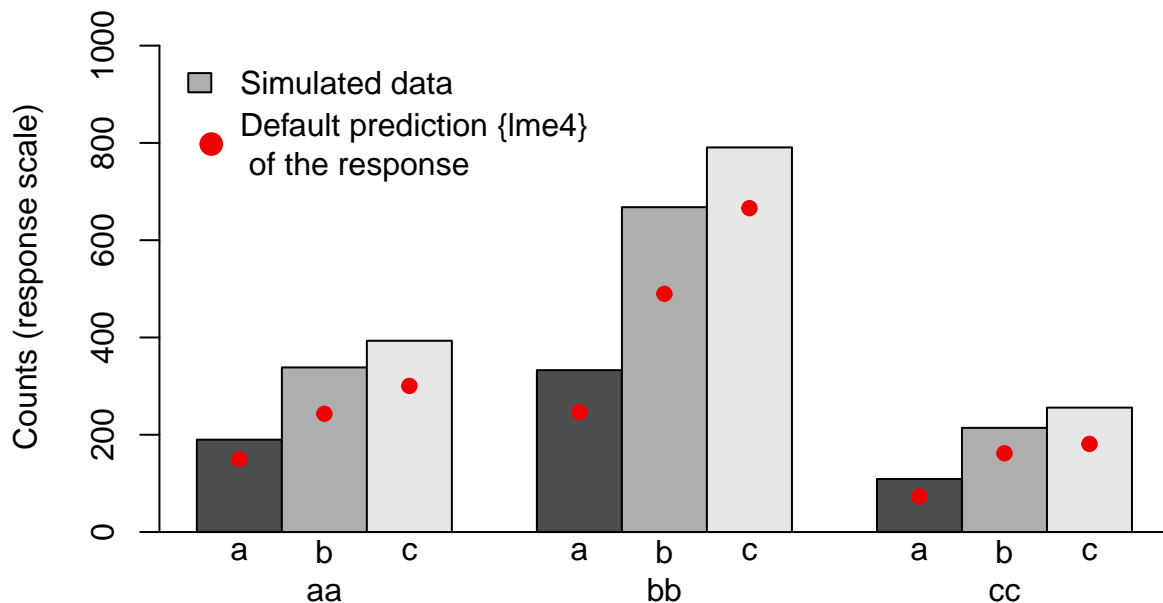 Counts (response scale)
1000
800
600
400
200
0
Simulated data
Default prediction {lme4}
of the response
a b c a b c a b c
aa bb cc